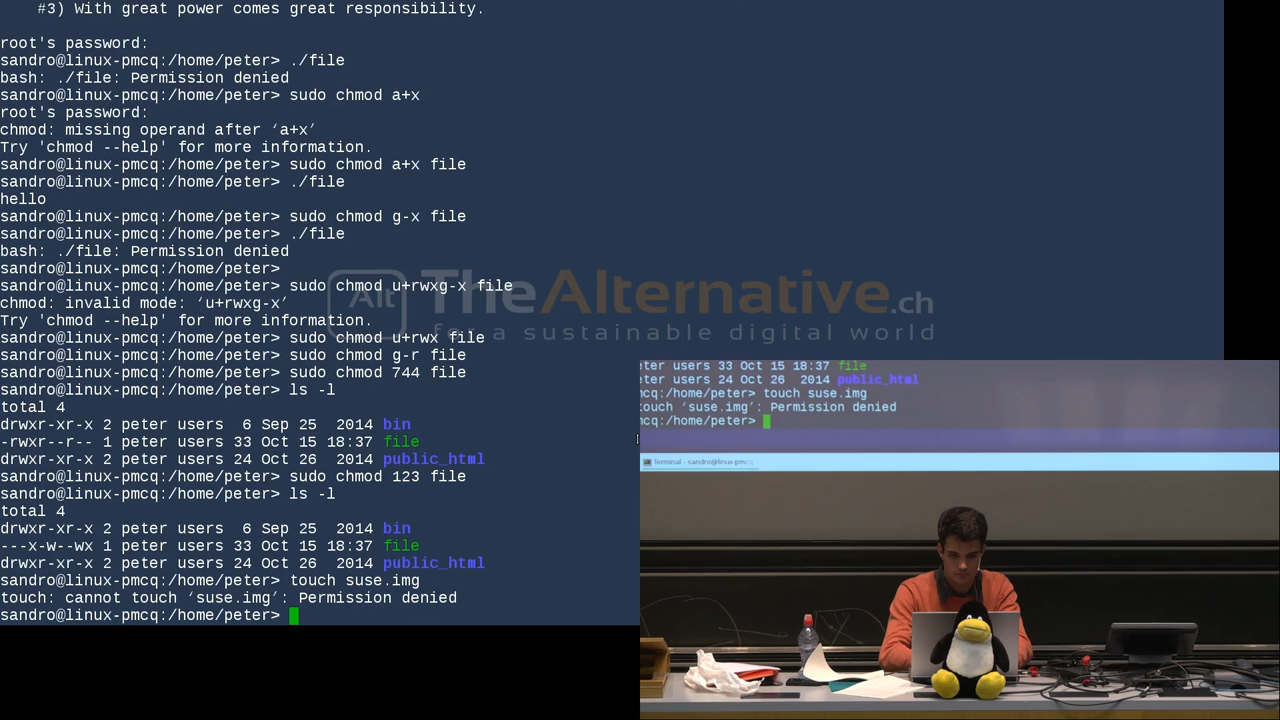 #3) With great power comes great responsibility.
root's password:
sandro@linux-pmcq:/home/peter> ./file
bash: ./file: Permission denied
sandro@linux-pmcq:/home/peter> sudo chmod a+x
root's password:
chmod: missing operand after ‘a+x’
Try 'chmod --help' for more information.
sandro@linux-pmcq:/home/peter> sudo chmod a+x file
sandro@linux-pmcq:/home/peter> ./file
hello
sandro@linux-pmcq:/home/peter> sudo chmod g-x file
sandro@linux-pmcq:/home/peter> ./file
bash: ./file: Permission denied
sandro@linux-pmcq:/home/peter>
sandro@linux-pmcq:/home/peter> sudo chmod u+rwxg-x file
chmod: invalid mode: ‘u+rwxg-x’
Try 'chmod --help' for more information.
sandro@linux-pmcq:/home/peter> sudo chmod u+rwx file
sandro@linux-pmcq:/home/peter> sudo chmod g-r file
sandro@linux-pmcq:/home/peter> sudo chmod 744 file
sandro@linux-pmcq:/home/peter> ls -l
total 4
drwxr-xr-x 2 peter users  6 Sep 25  2014 bin
-rwxr--r-- 1 peter users 33 Oct 15 18:37 file
drwxr-xr-x 2 peter users 24 Oct 26  2014 public_html
sandro@linux-pmcq:/home/peter> sudo chmod 123 file
sandro@linux-pmcq:/home/peter> ls -l
total 4
drwxr-xr-x 2 peter users  6 Sep 25  2014 bin
---x-w--wx 1 peter users 33 Oct 15 18:37 file
drwxr-xr-x 2 peter users 24 Oct 26  2014 public_html
sandro@linux-pmcq:/home/peter> touch suse.img
touch: cannot touch ‘suse.img’: Permission denied
sandro@linux-pmcq:/home/peter>
Alt TheAlternative.ch
for a sustainable digital world
eter users 33 Oct 15 18:37 file
eter users 24 Oct 26  2014 public_html
mcq:/home/peter> touch suse.img
touch ‘suse.img’: Permission denied
mcq:/home/peter>
Terminal - sandro@linux-pmc